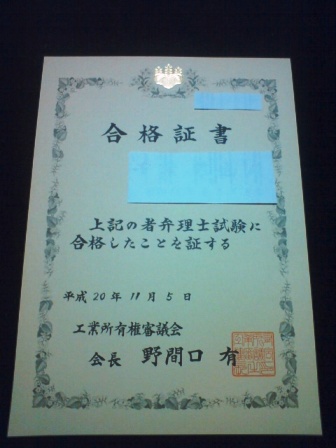 合格証書
上記の者弁理士試験に
合格したことを証する
平成20年11月5日
工業所有権審議会
会長 野間口 有